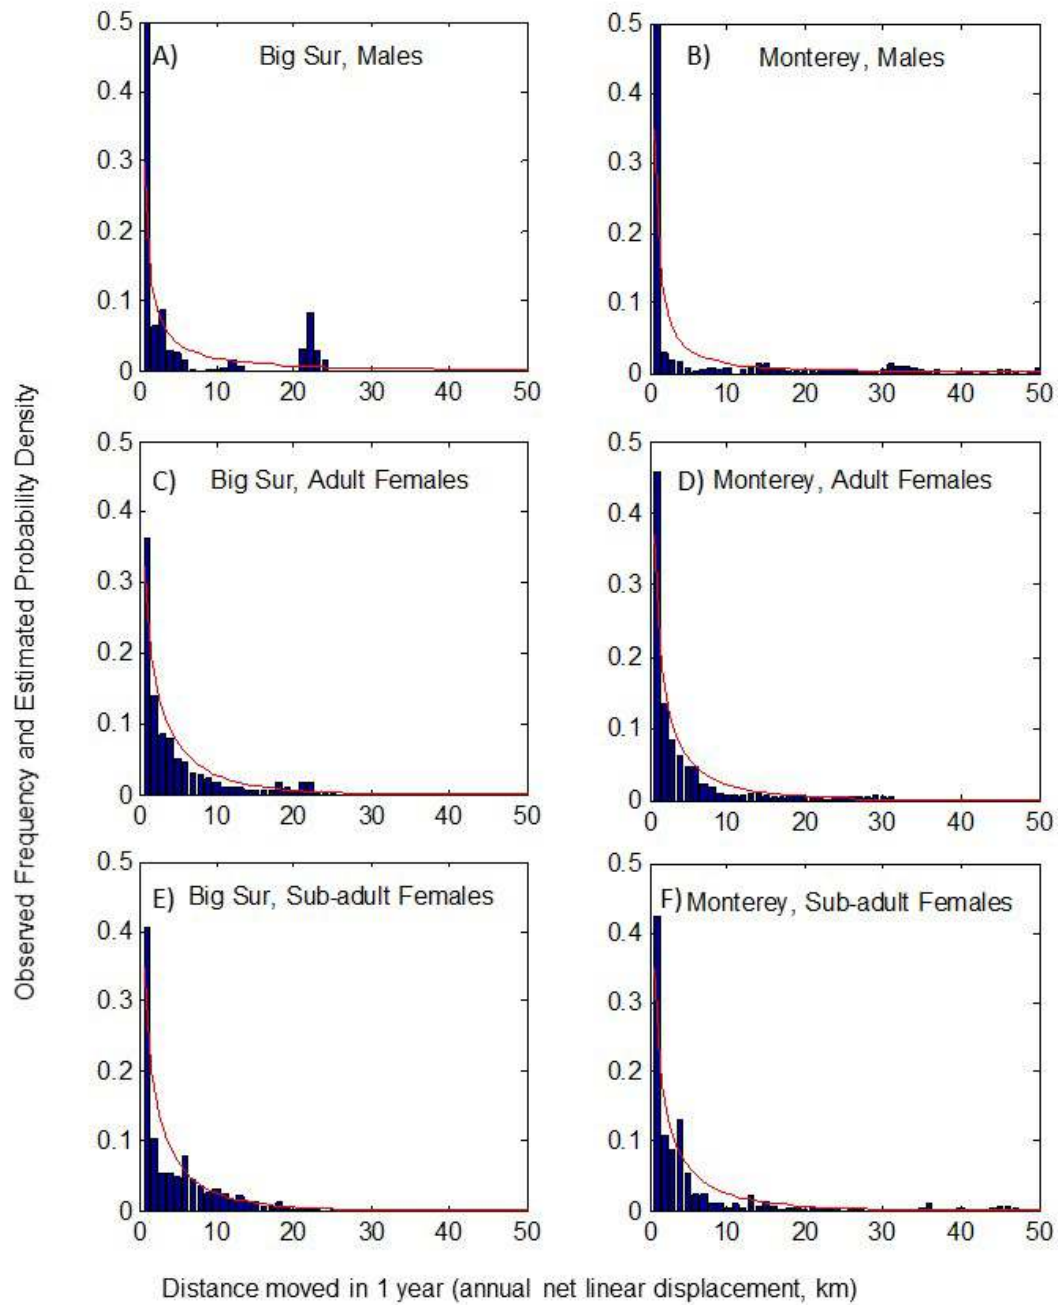 Observed Frequency and Estimated Probability Density
A) Big Sur, Males
0.5
0.4
0.3
0.2
0.1
0
0 10 20 30 40 50
B) Monterey, Males
0.5
0.4
0.3
0.2
0.1
0
0 10 20 30 40 50
C) Big Sur, Adult Females
0.5
0.4
0.3
0.2
0.1
0
0 10 20 30 40 50
D) Monterey, Adult Females
0.5
0.4
0.3
0.2
0.1
0
0 10 20 30 40 50
E) Big Sur, Sub-adult Females
0.5
0.4
0.3
0.2
0.1
0
0 10 20 30 40 50
F) Monterey, Sub-adult Females
0.5
0.4
0.3
0.2
0.1
0
0 10 20 30 40 50
Distance moved in 1 year (annual net linear displacement, km)